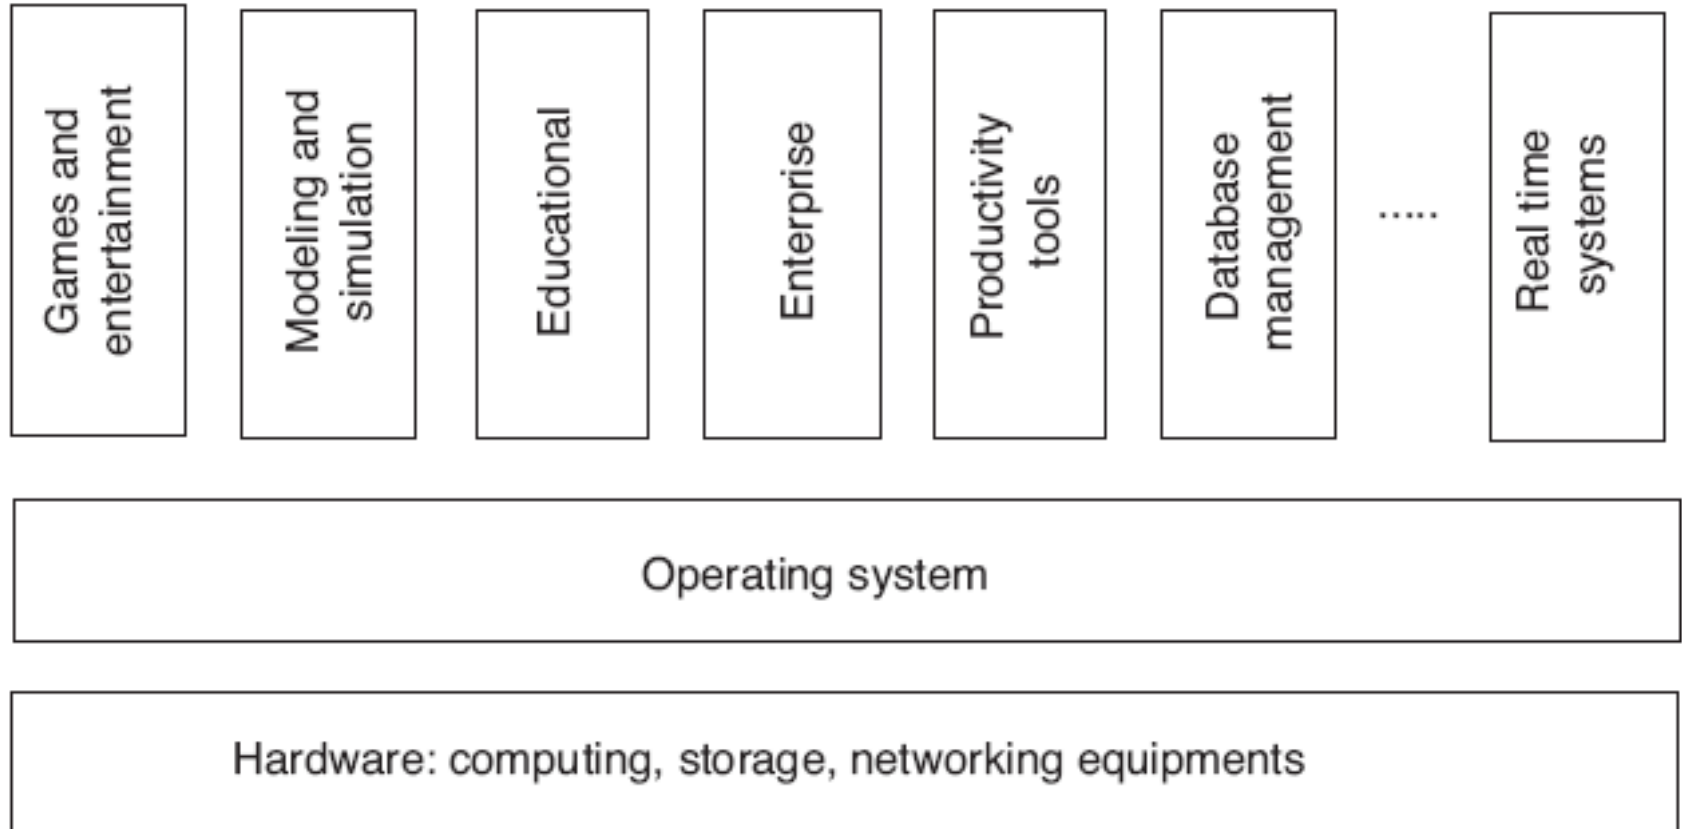 Games and
entertainment
Modeling and
simulation
Educational
Enterprise
Productivity
tools
Database
management
.....
Real time
systems
Operating system
Hardware: computing, storage, networking equipments